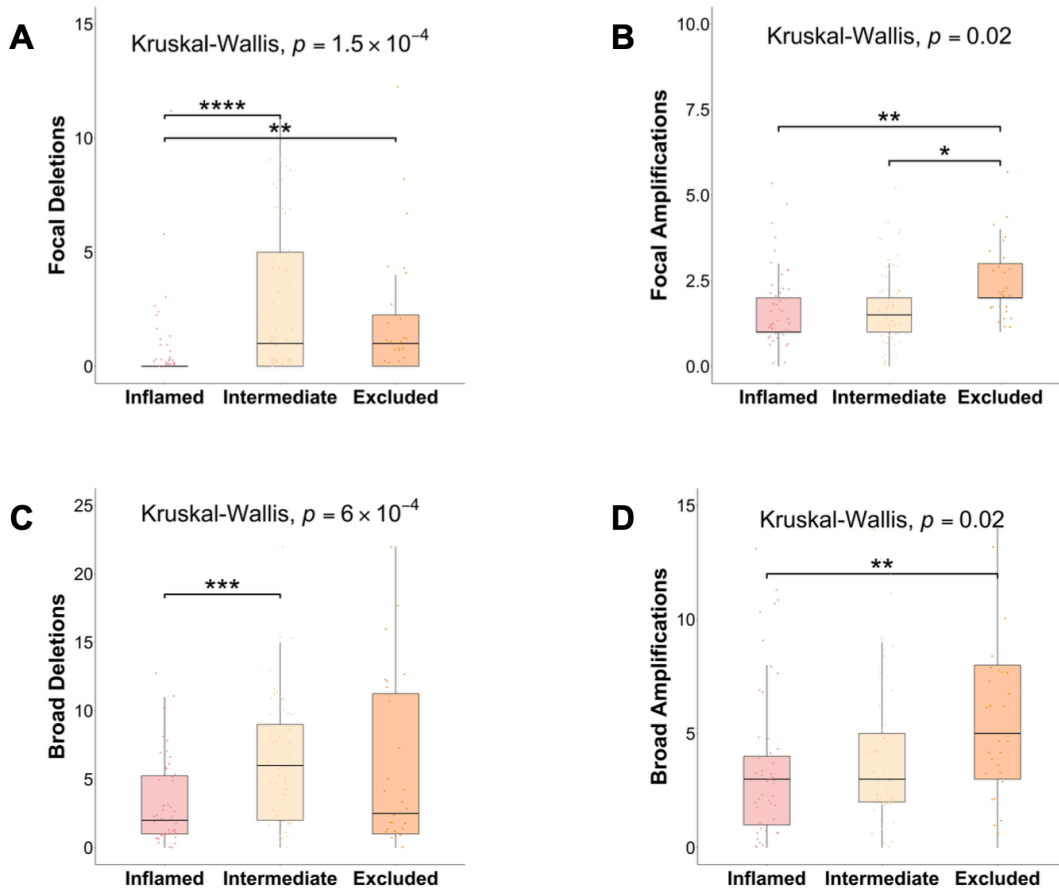 A
Kruskal-Wallis, p = 1.5 × 10⁻⁴
15
10
5
0
Focal Deletions
****
**
Inflamed Intermediate Excluded
B
Kruskal-Wallis, p = 0.02
10.0
7.5
5.0
2.5
0.0
Focal Amplifications
**
*
Inflamed Intermediate Excluded
C
Kruskal-Wallis, p = 6 × 10⁻⁴
25
20
15
10
5
0
Broad Deletions
***
Inflamed Intermediate Excluded
D
Kruskal-Wallis, p = 0.02
15
10
5
0
Broad Amplifications
**
Inflamed Intermediate Excluded